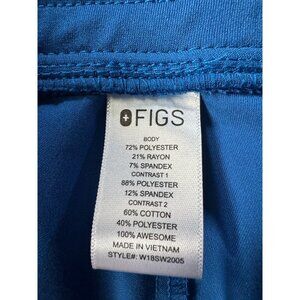 FIGS
BODY
72% POLYESTER
21% RAYON
7% SPANDEX
CONTRAST 1
88% POLYESTER
12% SPANDEX
CONTRAST 2
60% COTTON
40% POLYESTER
100% AWESOME
MADE IN VIETNAM
STYLE#: W18SW2005